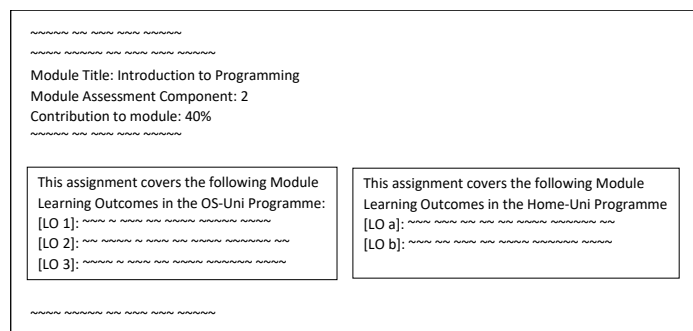 Module Title: Introduction to Programming
Module Assessment Component: 2
Contribution to module: 40%
This assignment covers the following Module
Learning Outcomes in the OS-Uni Programme:
[LO 1]: ~~~ ~ ~~~ ~~ ~~~~ ~~~~~ ~~~~
[LO 2]: ~~ ~~~~ ~ ~~~ ~~ ~~~~ ~~~~~~ ~~
[LO 3]: ~~~~ ~ ~~~ ~~ ~~~~ ~~~~~~ ~~~~
This assignment covers the following Module
Learning Outcomes in the Home-Uni Programme
[LO a]: ~~~ ~~~ ~~ ~~ ~~ ~~~~ ~~~~~~ ~~
[LO b]: ~~~ ~~ ~~~ ~~ ~~~~ ~~~~~~ ~~~~